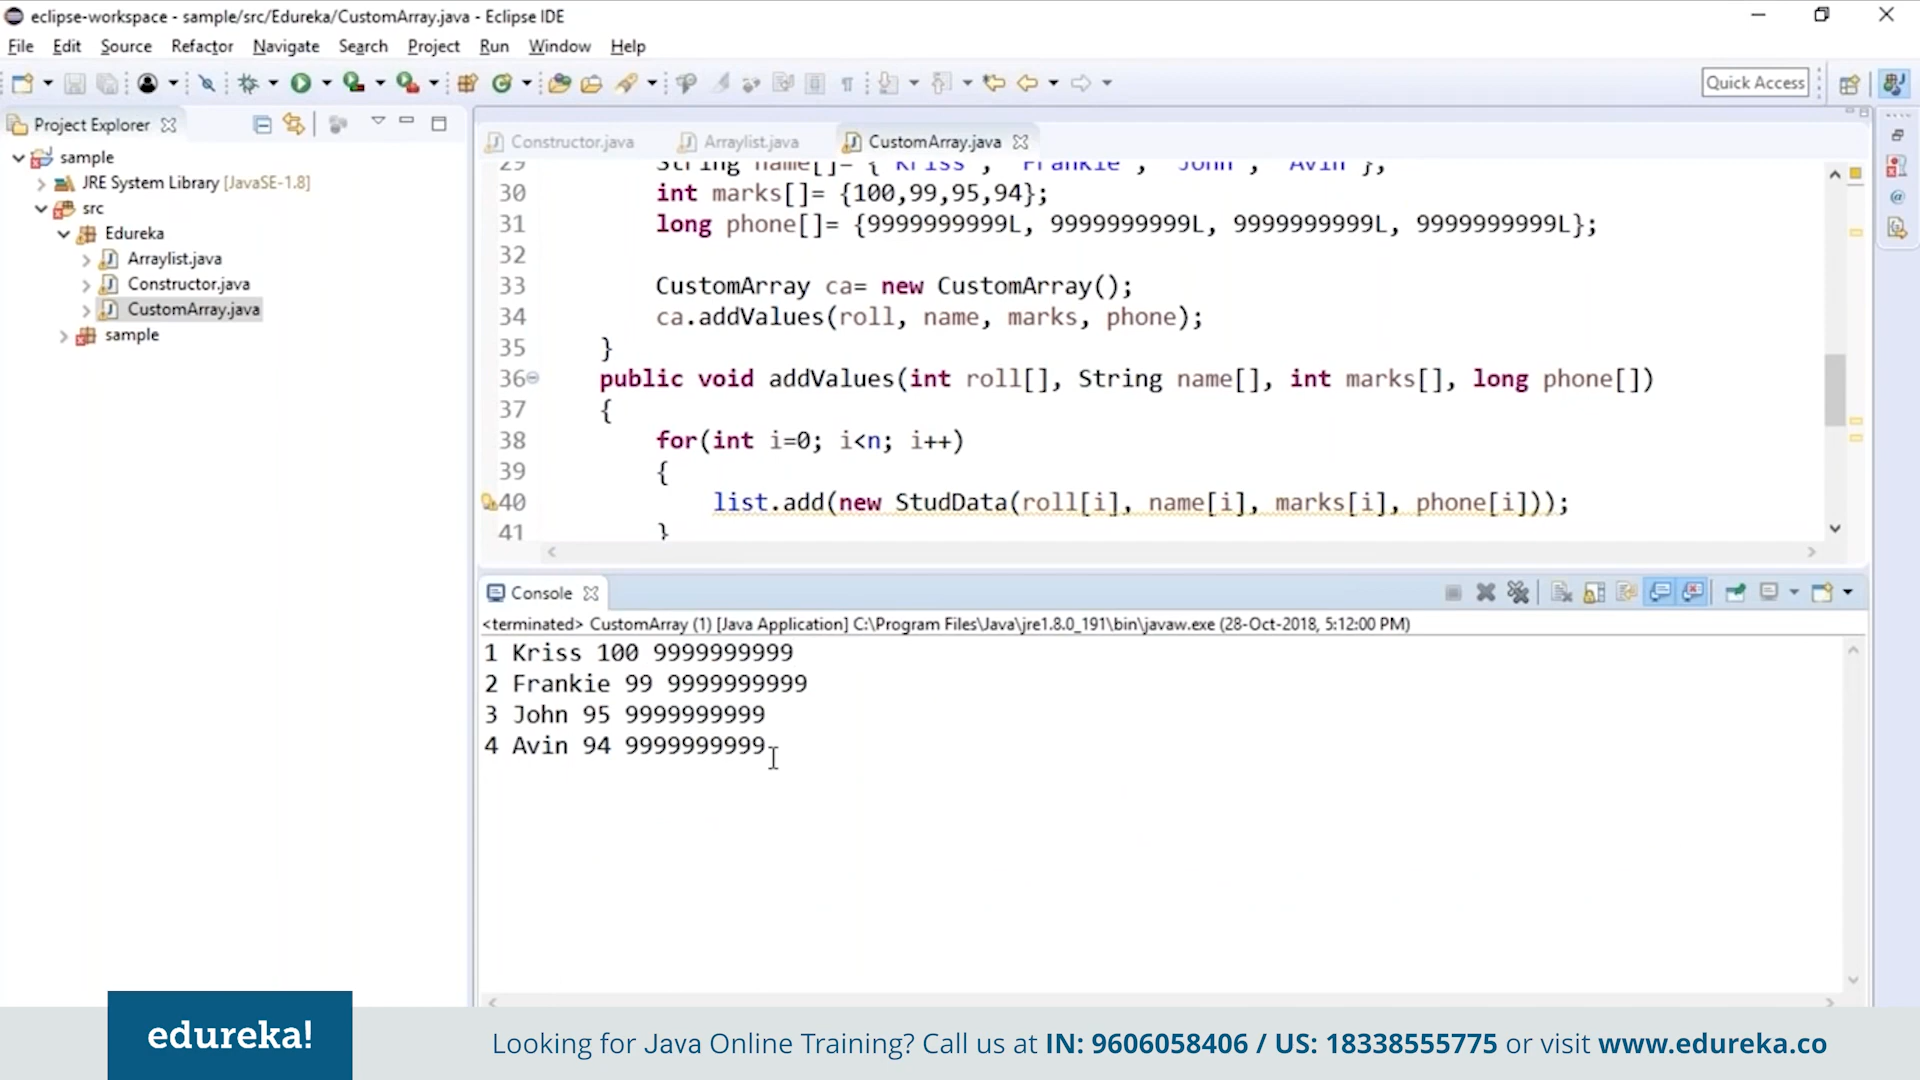 eclipse-workspace - sample/src/Edureka/CustomArray.java - Eclipse IDE
File Edit Source Refactor Navigate Search Project Run Window Help
Quick Access
Project Explorer
sample
JRE System Library [JavaSE-1.8]
src
Edureka
Arraylist.java
Constructor.java
CustomArray.java
sample
Constructor.java Arraylist.java CustomArray.java
29 String name[]= {"Kriss", "Frankie", "John", "Avin"};
30 int marks[]= {100,99,95,94};
31 long phone[]= {9999999999L, 9999999999L, 9999999999L, 9999999999L};
32
33 CustomArray ca= new CustomArray();
34 ca.addValues(roll, name, marks, phone);
35 }
36 public void addValues(int roll[], String name[], int marks[], long phone[])
37 {
38 for(int i=0; i<n; i++)
39 {
40 list.add(new StudData(roll[i], name[i], marks[i], phone[i]));
41 }
Console
<terminated> CustomArray (1) [Java Application] C:\Program Files\Java\jre1.8.0_191\bin\javaw.exe (28-Oct-2018, 5:12:00 PM)
1 Kriss 100 9999999999
2 Frankie 99 9999999999
3 John 95 9999999999
4 Avin 94 9999999999
edureka!
Looking for Java Online Training? Call us at IN: 9606058406 / US: 18338555775 or visit www.edureka.co